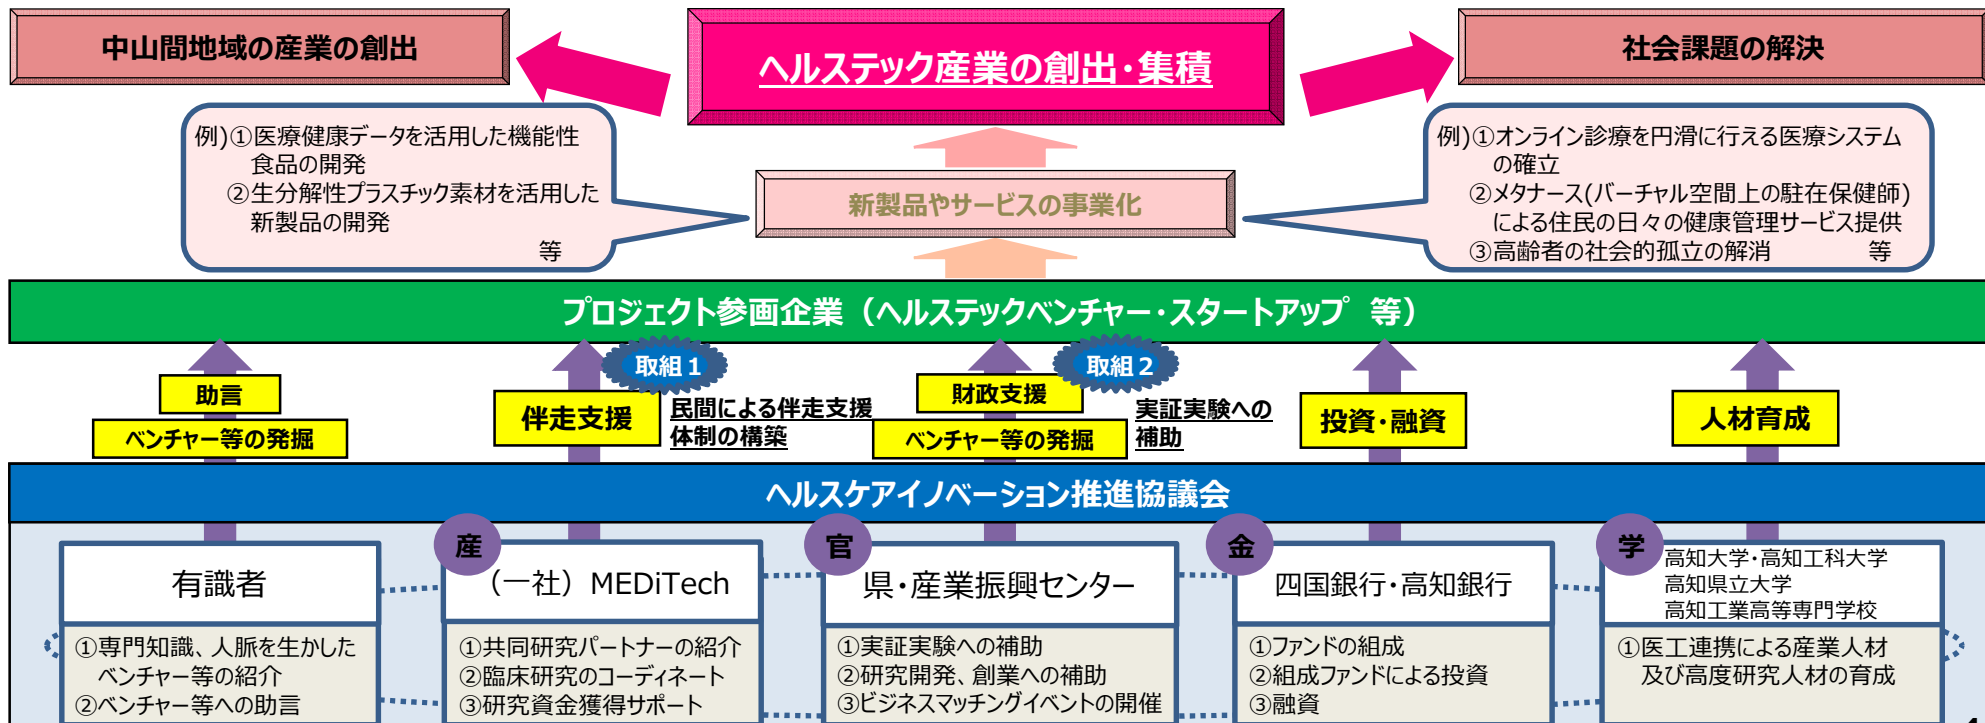 中山間地域の産業の創出
ヘルステック産業の創出・集積
社会課題の解決
例)①医療健康データを活用した機能性
食品の開発
②生分解性プラスチック素材を活用した
新製品の開発
等
新製品やサービスの事業化
例)①オンライン診療を円滑に行える医療システム
の確立
②メタナース(バーチャル空間上の駐在保健師)
による住民の日々の健康管理サービス提供
③高齢者の社会的孤立の解消 等
プロジェクト参画企業（ヘルステックベンチャー・スタートアップ 等）
助言
ベンチャー等の発掘
取組１
伴走支援
民間による伴走支援
体制の構築
取組２
財政支援
ベンチャー等の発掘
実証実験への
補助
投資・融資
人材育成
ヘルスケアイノベーション推進協議会
有識者
①専門知識、人脈を生かした
ベンチャー等の紹介
②ベンチャー等への助言
産
（一社）MEDiTech
①共同研究パートナーの紹介
②臨床研究のコーディネート
③研究資金獲得サポート
官
県・産業振興センター
①実証実験への補助
②研究開発、創業への補助
③ビジネスマッチングイベントの開催
金
四国銀行・高知銀行
①ファンドの組成
②組成ファンドによる投資
③融資
学
高知大学・高知工科大学
高知県立大学
高知工業高等専門学校
①医工連携による産業人材
及び高度研究人材の育成